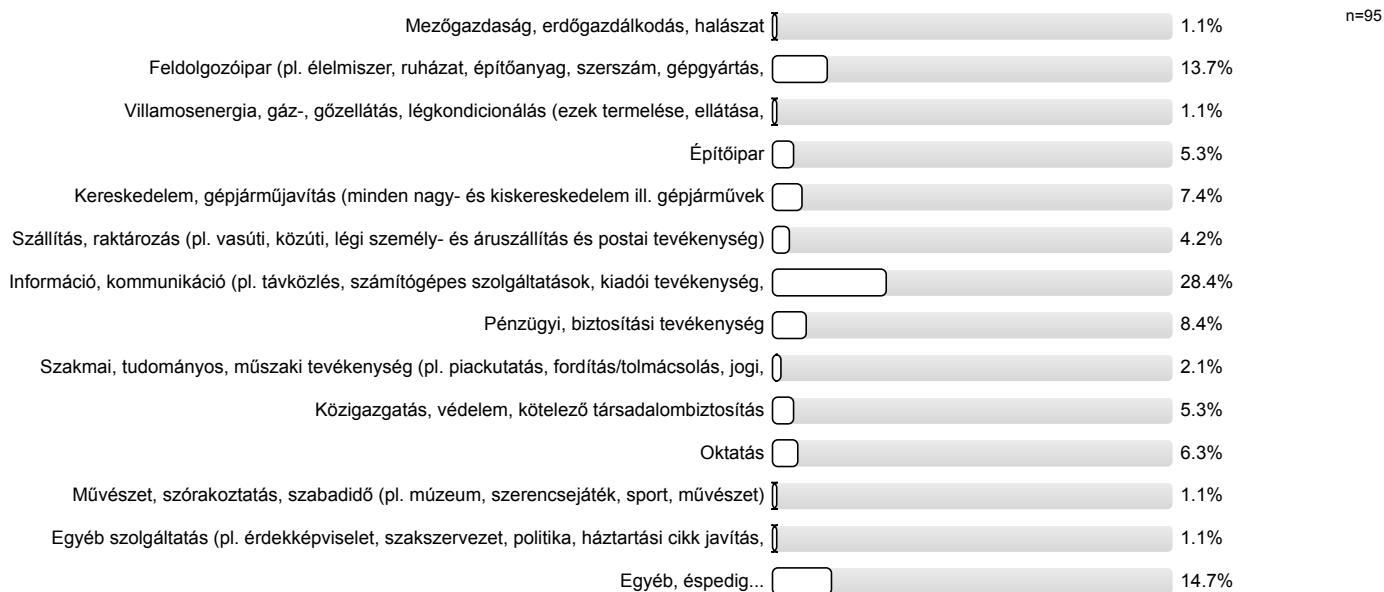 n=95
Mezőgazdaság, erdőgazdálkodás, halászat 1.1%
Feldolgozóipar (pl. élelmiszer, ruházat, építőanyag, szerszám, gépgyártás, 13.7%
Villamosenergia, gáz-, gőzellátás, légkondicionálás (ezek termelése, ellátása, 1.1%
Építőipar 5.3%
Kereskedelem, gépjárműjavítás (minden nagy- és kiskereskedelem ill. gépjárművek 7.4%
Szállítás, raktározás (pl. vasúti, közúti, légi személy- és áruszállítás és postai tevékenység) 4.2%
Információ, kommunikáció (pl. távközlés, számítógépes szolgáltatások, kiadói tevékenység, 28.4%
Pénzügyi, biztosítási tevékenység 8.4%
Szakmai, tudományos, műszaki tevékenység (pl. piackutatás, fordítás/tolmácsolás, jogi, 2.1%
Közigazgatás, védelem, kötelező társadalombiztosítás 5.3%
Oktatás 6.3%
Művészet, szórakoztatás, szabadidő (pl. múzeum, szerencsejáték, sport, művészet) 1.1%
Egyéb szolgáltatás (pl. érdekképviselet, szakszervezet, politika, háztartási cikk javítás, 1.1%
Egyéb, éspedig... 14.7%